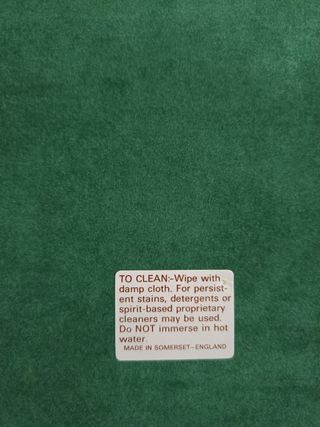 TO CLEAN:-Wipe with
damp cloth. For persist-
ent stains, detergents or
spirit-based proprietary
cleaners may be used.
Do NOT immerse in hot
water.
MADE IN SOMERSET-ENGLAND